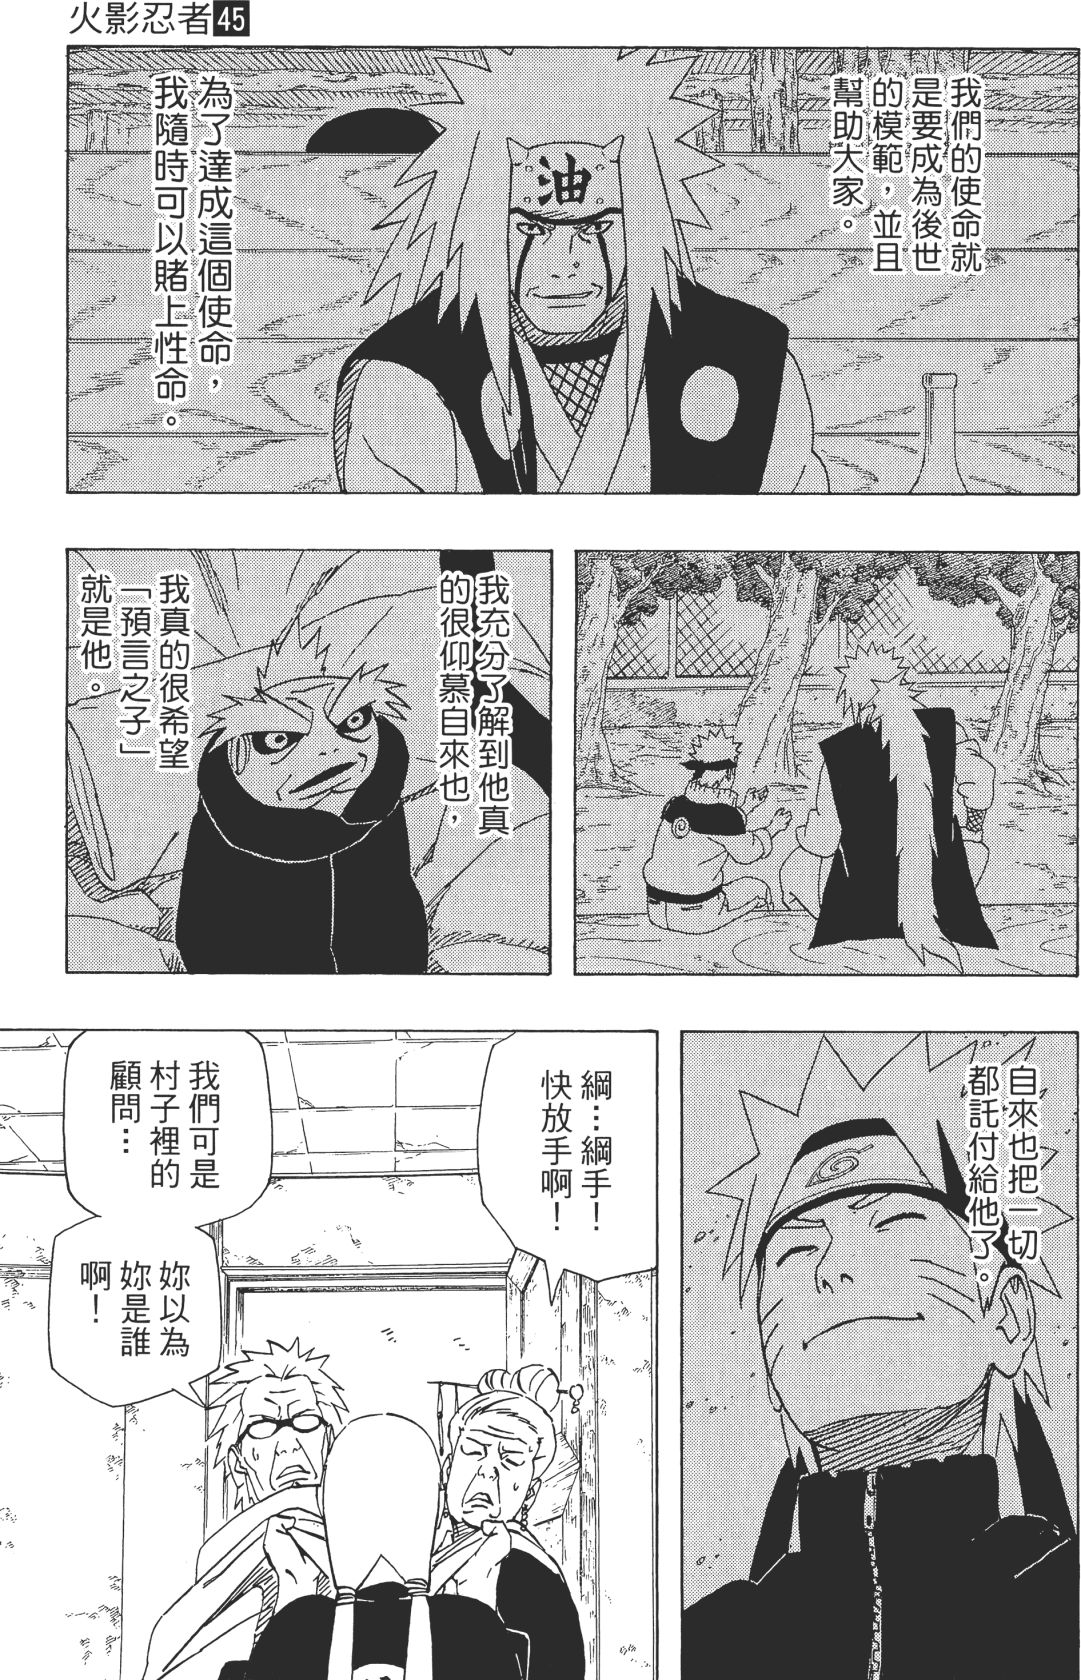 火影忍者45
我們的使命就
是要成為後世
的模範，並且
幫助大家。
為了達成這個使命，
我隨時可以賭上性命。
油
我充分了解到他真
的很仰慕自來也，
我真的很希望
「預言之子」
就是他。
自來也把一切
都託付給他了。
綱…綱手！
快放手啊！
我們可是
村子裡的
顧問…
妳以為
妳是誰
啊！